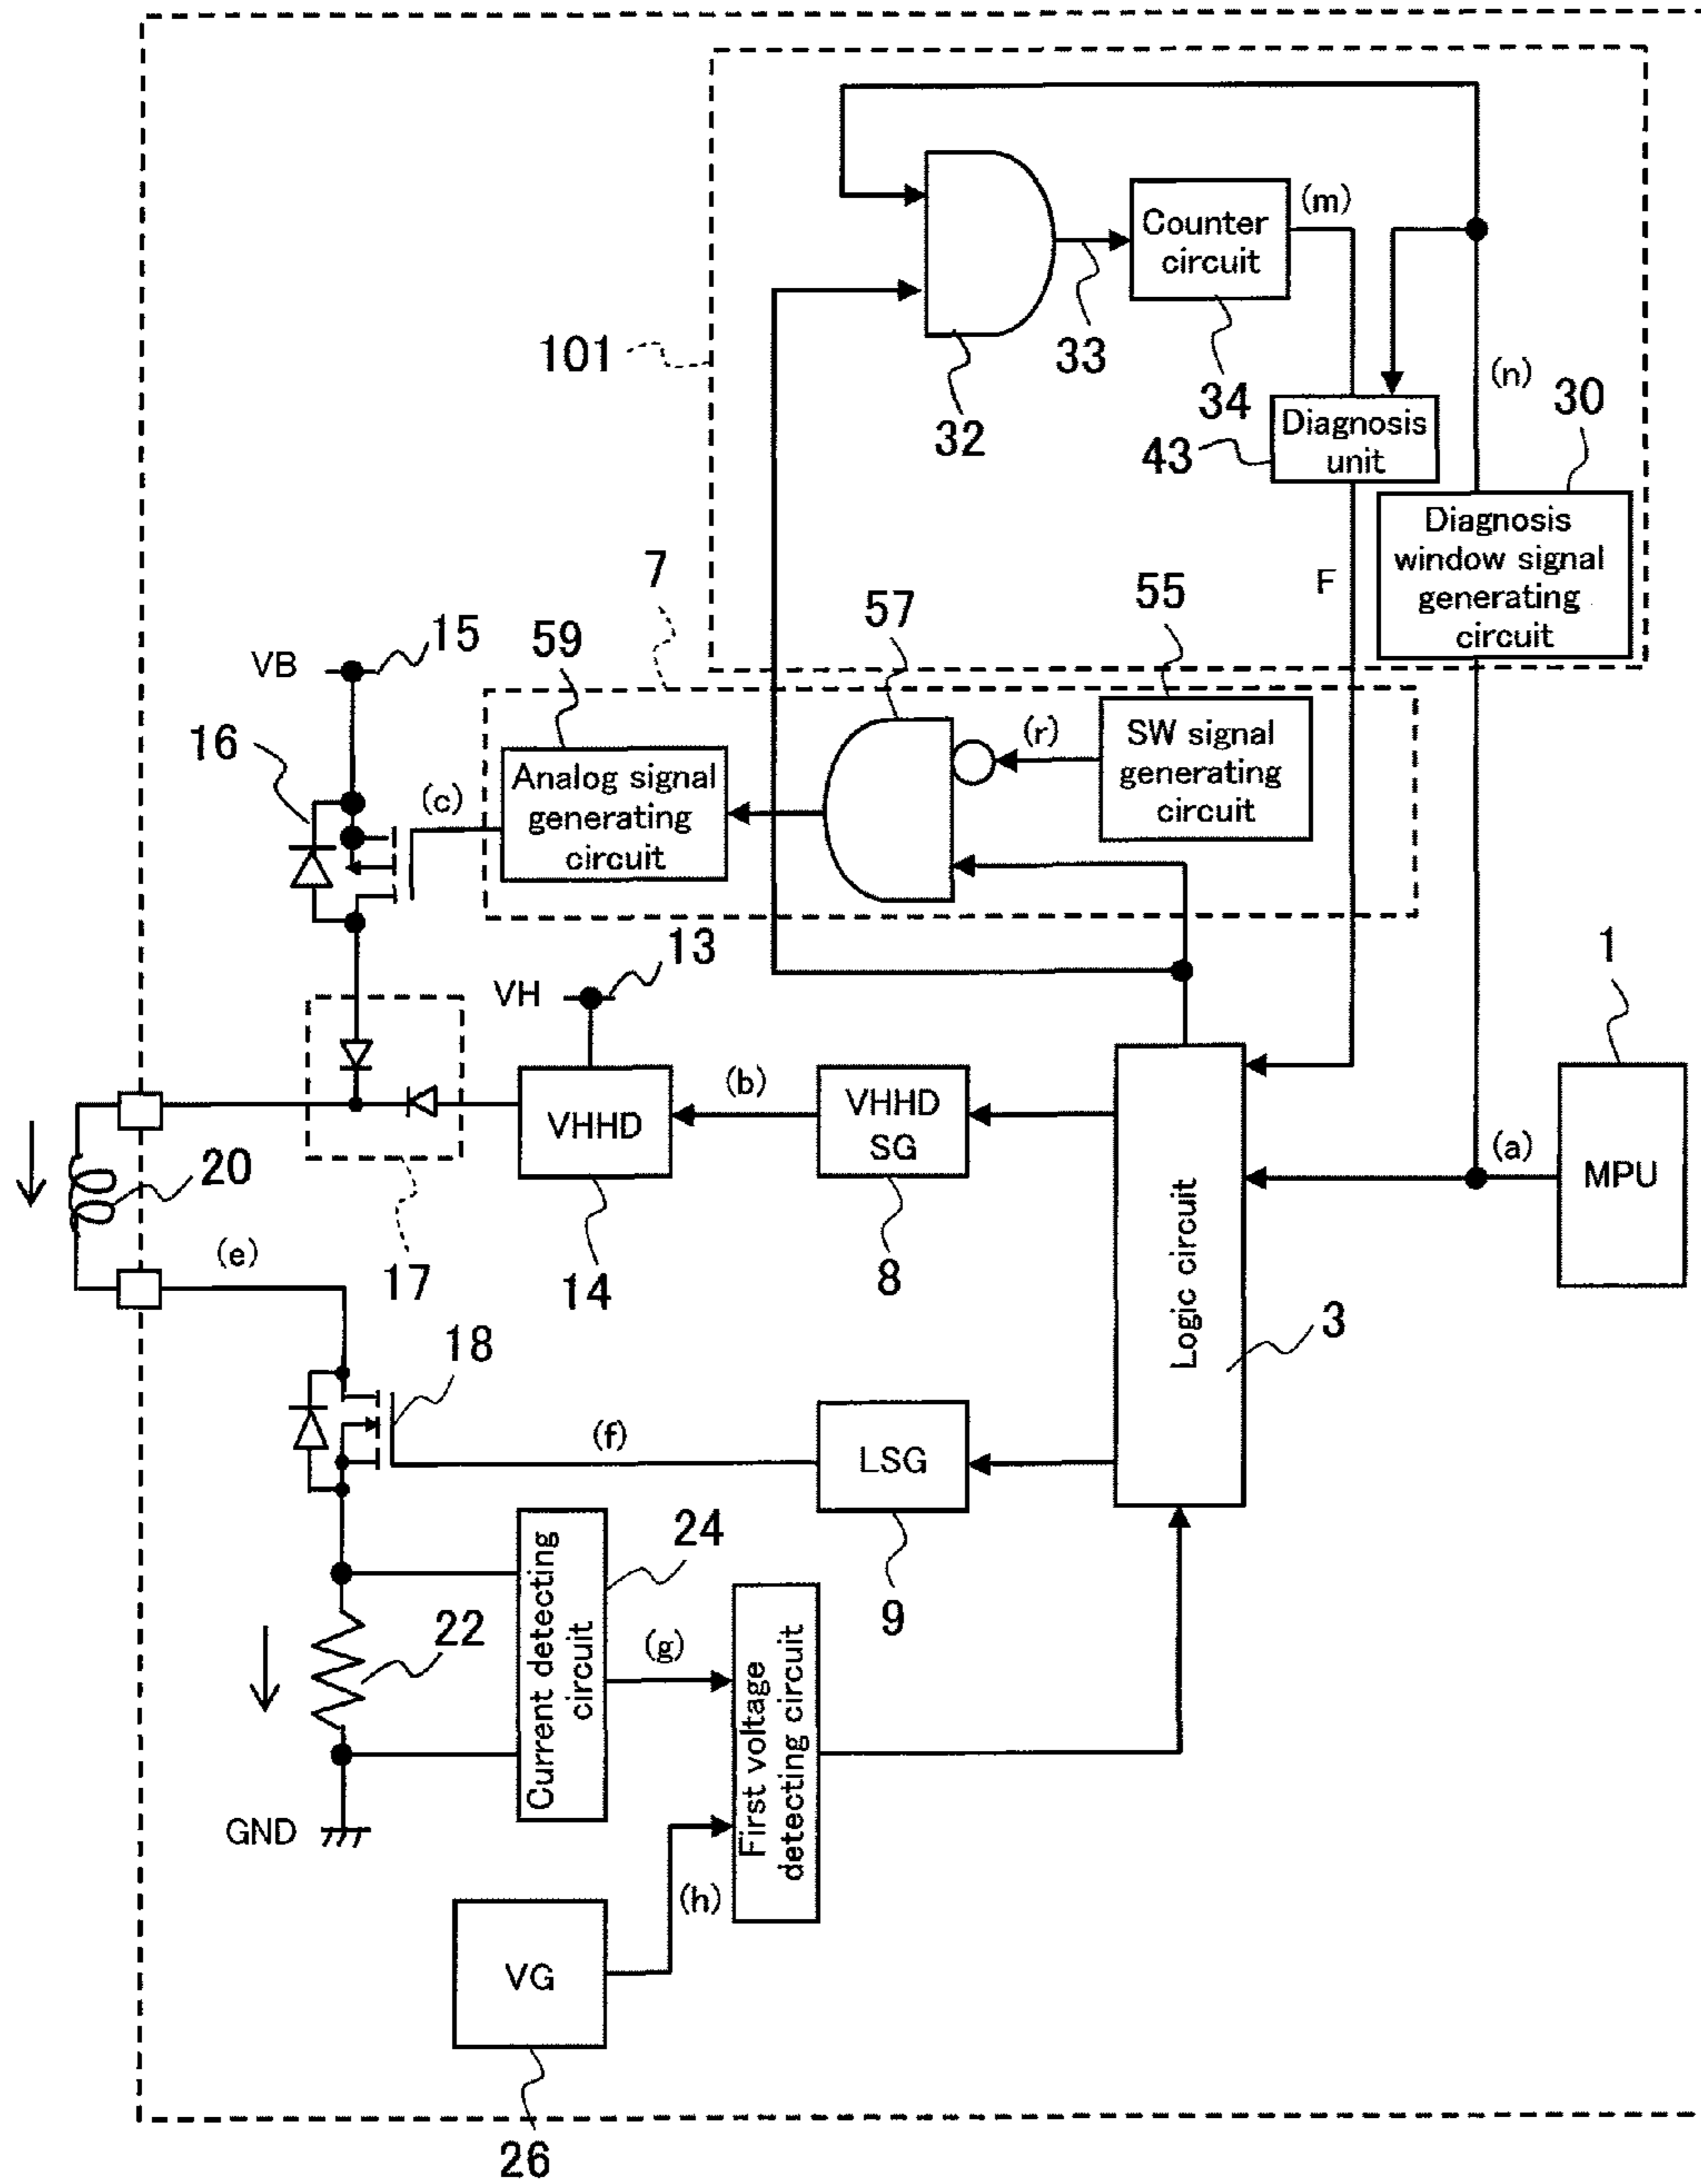 (m)
Counter
circuit
101
33
(n)
32
34
30
43
Diagnosis
unit
Diagnosis
window signal
generating
circuit
7
57
55
F
VB
15
59
16
(c)
Analog signal
generating
circuit
(r)
SW signal
generating
circuit
VH
13
1
(b)
VHHD
VHHD
SG
Logic circuit
(a)
MPU
20
(e)
17
14
8
3
18
(f)
LSG
24
9
Current detecting
circuit
22
(g)
First voltage
detecting circuit
GND
(h)
VG
26